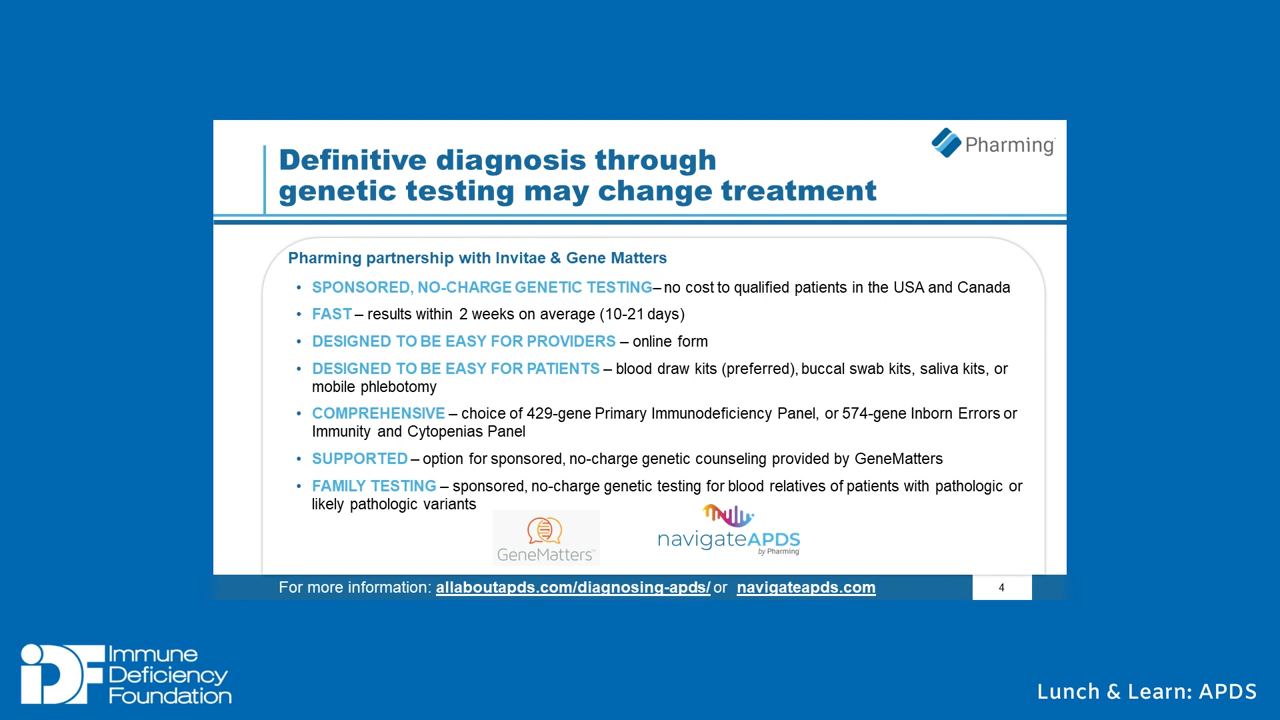 Pharming
Definitive diagnosis through
genetic testing may change treatment
Pharming partnership with Invitae & Gene Matters
• SPONSORED, NO-CHARGE GENETIC TESTING– no cost to qualified patients in the USA and Canada
• FAST – results within 2 weeks on average (10-21 days)
• DESIGNED TO BE EASY FOR PROVIDERS – online form
• DESIGNED TO BE EASY FOR PATIENTS – blood draw kits (preferred), buccal swab kits, saliva kits, or
mobile phlebotomy
• COMPREHENSIVE – choice of 429-gene Primary Immunodeficiency Panel, or 574-gene Inborn Errors or
Immunity and Cytopenias Panel
• SUPPORTED – option for sponsored, no-charge genetic counseling provided by GeneMatters
• FAMILY TESTING – sponsored, no-charge genetic testing for blood relatives of patients with pathologic or
likely pathologic variants
GeneMatters
navigateAPDS
by Pharming
For more information: allaboutapds.com/diagnosing-apds/ or navigateapds.com
4
IDF Immune
Deficiency
Foundation
Lunch & Learn: APDS